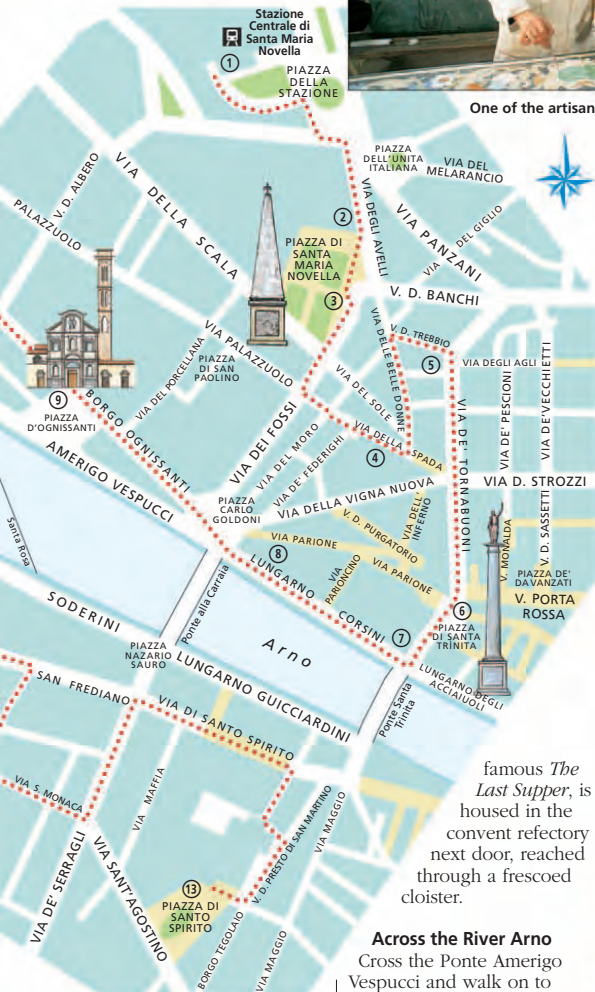 Stazione
Centrale di
Santa Maria
Novella
1
PIAZZA
DELLA
STAZIONE
One of the artisan
PIAZZA
DELL'UNITA
ITALIANA
VIA DEL
MELARANCIO
V. D. ALBERO
VIA DELLA SCALA
PALAZZUOLO
2
VIA DEGLI AVELLI
VIA PANZANI
VIA DEL GIGLIO
PIAZZA DI
SANTA
MARIA
NOVELLA
3
V. D. BANCHI
V. D. TREBBIO
5
VIA DEGLI AGLI
VIA DELLE BELLE DONNE
VIA PALAZZUOLO
PIAZZA
DI SAN
PAOLINO
VIA DEL PORCELLANA
VIA DEL SOLE
VIA DE' PESCIONI
VIA DE'VECCHIETTI
9
PIAZZA
D'OGNISSANTI
BORGO OGNISSANTI
VIA DEI FOSSI
VIA DEL MORO
VIA DE' FEDERIGHI
VIA DELLA
SPADA
4
VIA DE' TORNABUONI
AMERIGO VESPUCCI
PIAZZA
CARLO
GOLDONI
VIA DELLA VIGNA NUOVA
VIA DELL'
INFERNO
VIA D. STROZZI
V. MONALDA
V. D. SASSETTI
Santa Rosa
VIA PARIONE
V. D. PURGATORIO
8
VIA
PARIONCINO
VIA PARIONE
PIAZZA DE'
DAVANZATI
V. PORTA
ROSSA
SODERINI
Ponte alla Carraia
LUNGARNO
CORSINI
7
6
PIAZZA
DI SANTA
TRINITA
Arno
PIAZZA
NAZARIO
SAURO
LUNGARNO GUICCIARDINI
Ponte Santa
Trinita
LUNGARNO DEGLI
ACCIAIUOLI
SAN FREDIANO
VIA DI SANTO SPIRITO
VIA S. MONACA
VIA MAFFIA
V. D. PRESTO DI SAN MARTINO
VIA MAGGIO
VIA DE' SERRAGLI
VIA SANT'AGOSTINO
13
PIAZZA DI
SANTO
SPIRITO
BORGO TEGOLAIO
VIA MAGGIO
famous The
Last Supper, is
housed in the
convent refectory
next door, reached
through a frescoed
cloister.
Across the River Arno
Cross the Ponte Amerigo
Vespucci and walk on to